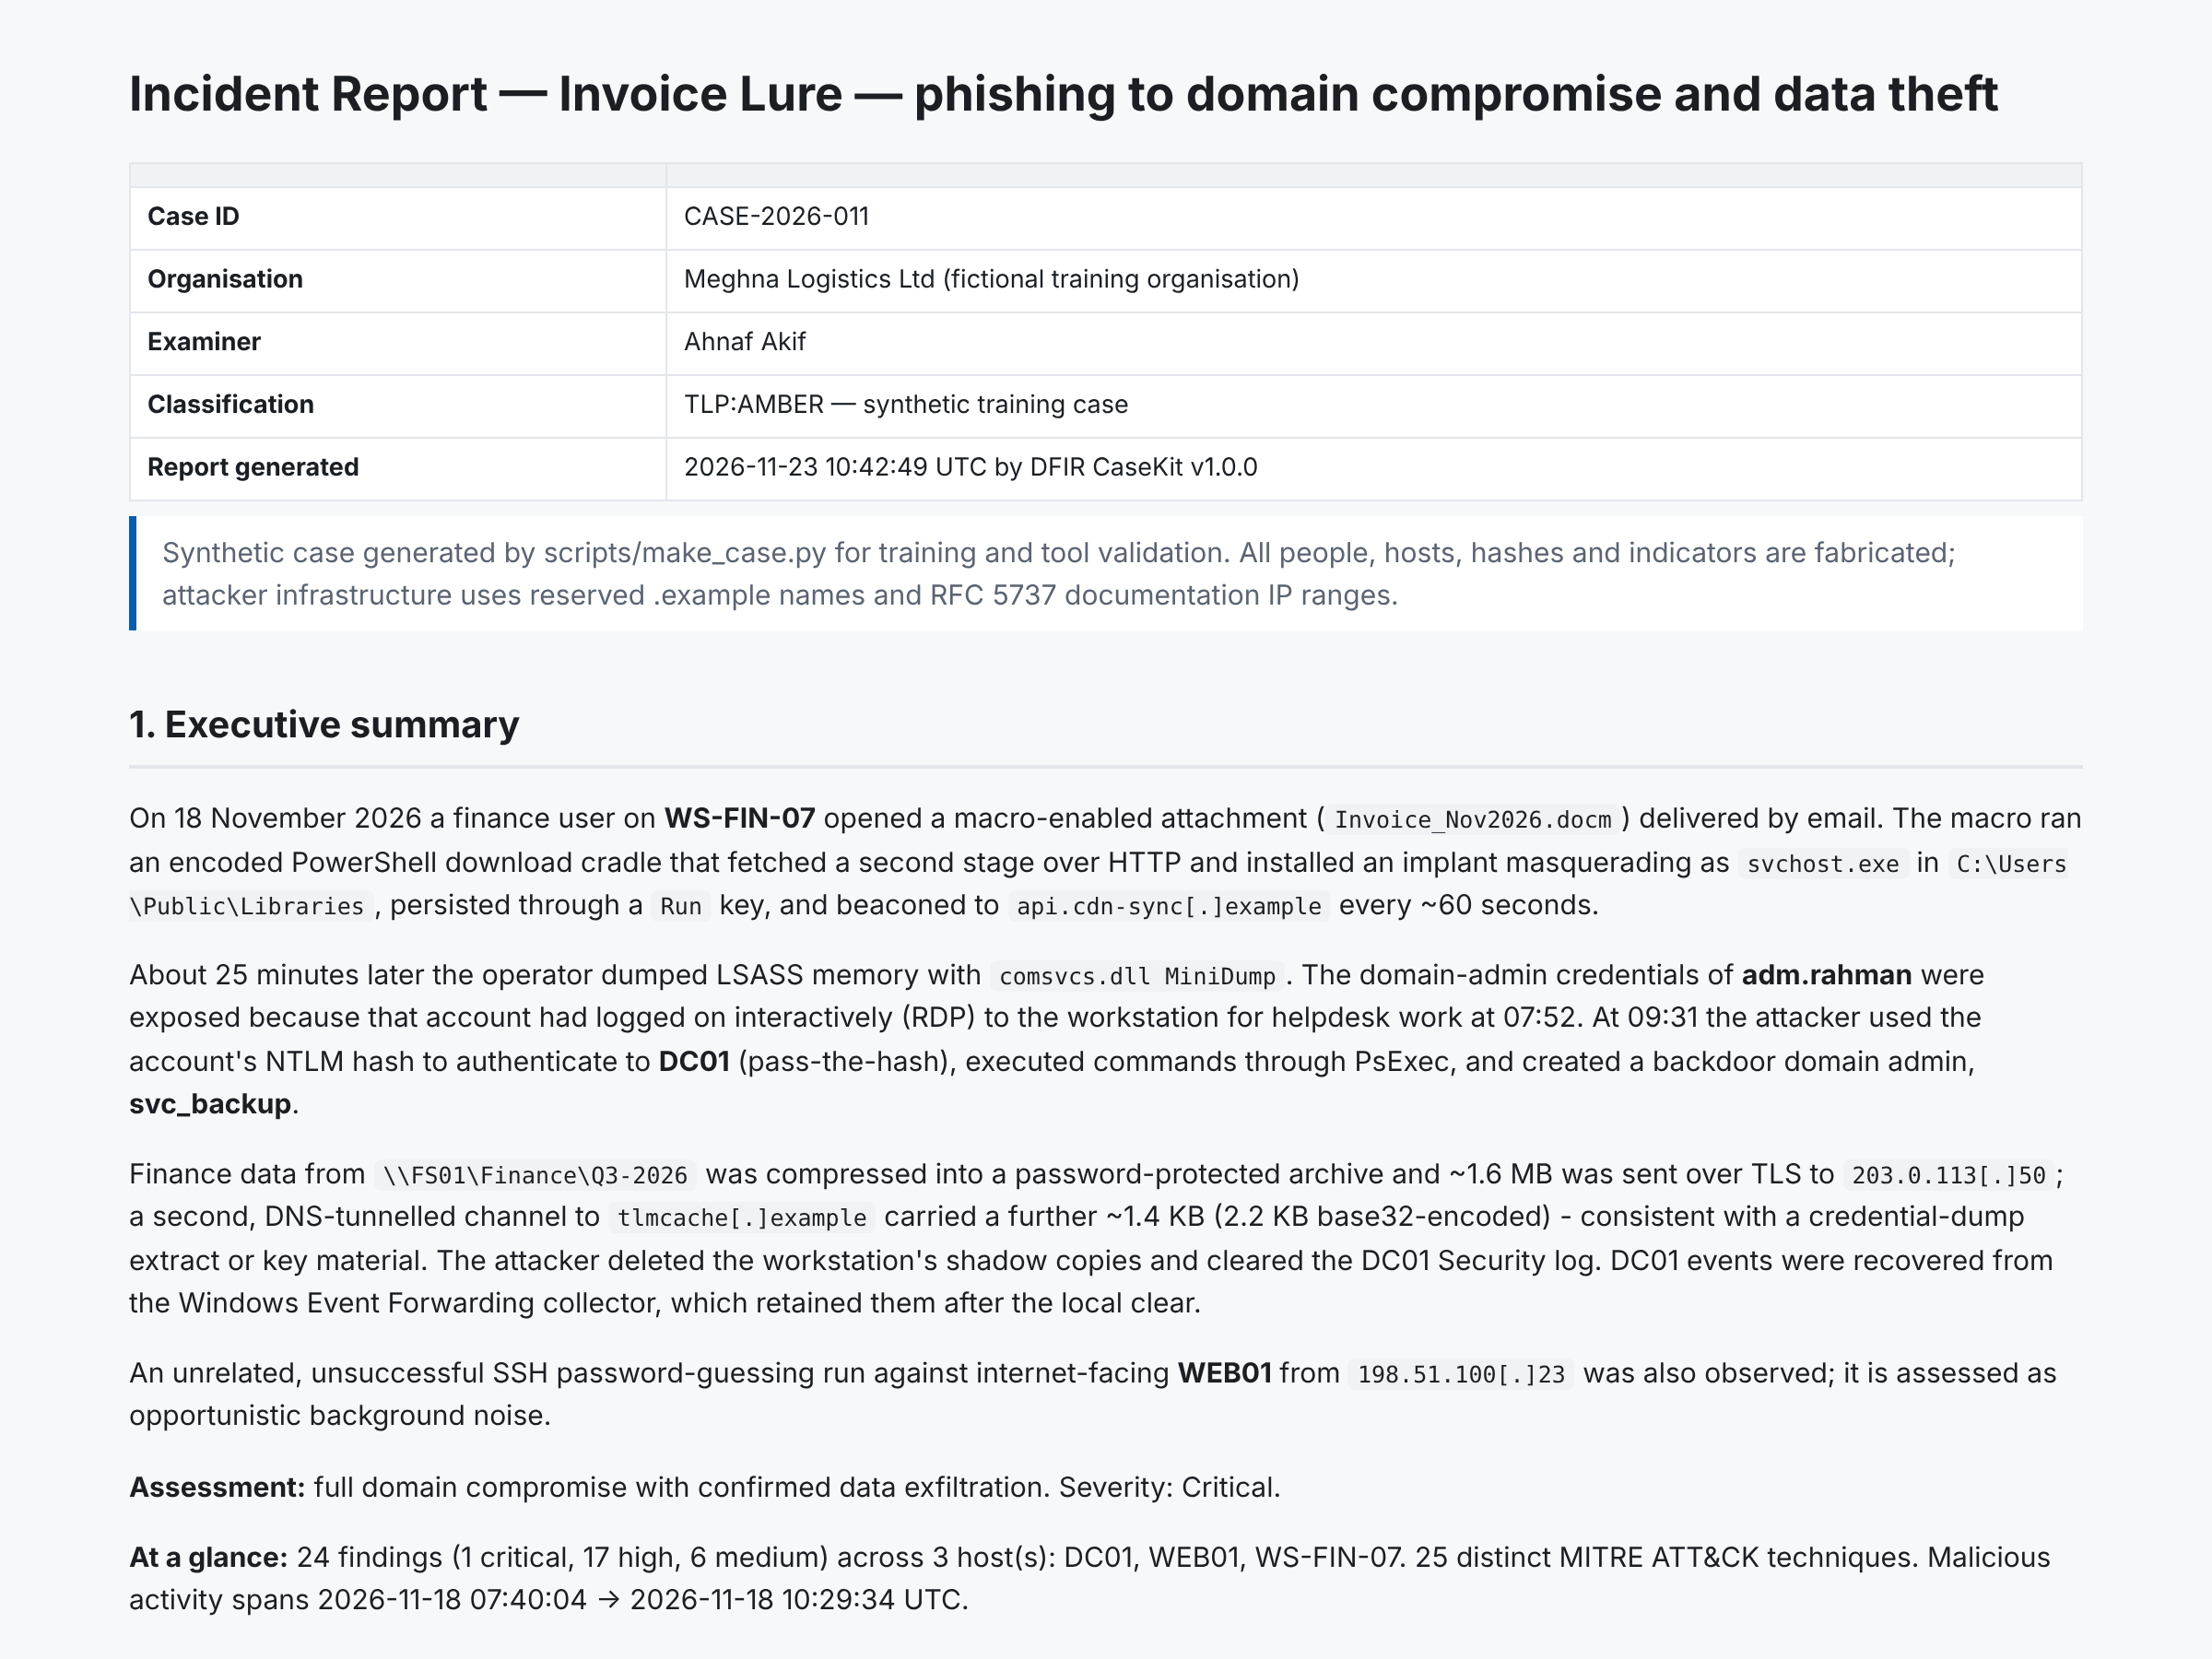 Incident Report — Invoice Lure — phishing to domain compromise and data theft
Case ID CASE-2026-011
Organisation Meghna Logistics Ltd (fictional training organisation)
Examiner Ahnaf Akif
Classification TLP:AMBER — synthetic training case
Report generated 2026-11-23 10:42:49 UTC by DFIR CaseKit v1.0.0
Synthetic case generated by scripts/make_case.py for training and tool validation. All people, hosts, hashes and indicators are fabricated;
attacker infrastructure uses reserved .example names and RFC 5737 documentation IP ranges.
1. Executive summary
On 18 November 2026 a finance user on WS-FIN-07 opened a macro-enabled attachment ( Invoice_Nov2026.docm ) delivered by email. The macro ran
an encoded PowerShell download cradle that fetched a second stage over HTTP and installed an implant masquerading as svchost.exe in C:\Users
\Public\Libraries , persisted through a Run key, and beaconed to api.cdn-sync[.]example every ~60 seconds.
About 25 minutes later the operator dumped LSASS memory with comsvcs.dll MiniDump . The domain-admin credentials of adm.rahman were
exposed because that account had logged on interactively (RDP) to the workstation for helpdesk work at 07:52. At 09:31 the attacker used the
account's NTLM hash to authenticate to DC01 (pass-the-hash), executed commands through PsExec, and created a backdoor domain admin,
svc_backup.
Finance data from \\FS01\Finance\Q3-2026 was compressed into a password-protected archive and ~1.6 MB was sent over TLS to 203.0.113[.]50 ;
a second, DNS-tunnelled channel to tlmcache[.]example carried a further ~1.4 KB (2.2 KB base32-encoded) - consistent with a credential-dump
extract or key material. The attacker deleted the workstation's shadow copies and cleared the DC01 Security log. DC01 events were recovered from
the Windows Event Forwarding collector, which retained them after the local clear.
An unrelated, unsuccessful SSH password-guessing run against internet-facing WEB01 from 198.51.100[.]23 was also observed; it is assessed as
opportunistic background noise.
Assessment: full domain compromise with confirmed data exfiltration. Severity: Critical.
At a glance: 24 findings (1 critical, 17 high, 6 medium) across 3 host(s): DC01, WEB01, WS-FIN-07. 25 distinct MITRE ATT&CK techniques. Malicious
activity spans 2026-11-18 07:40:04 → 2026-11-18 10:29:34 UTC.